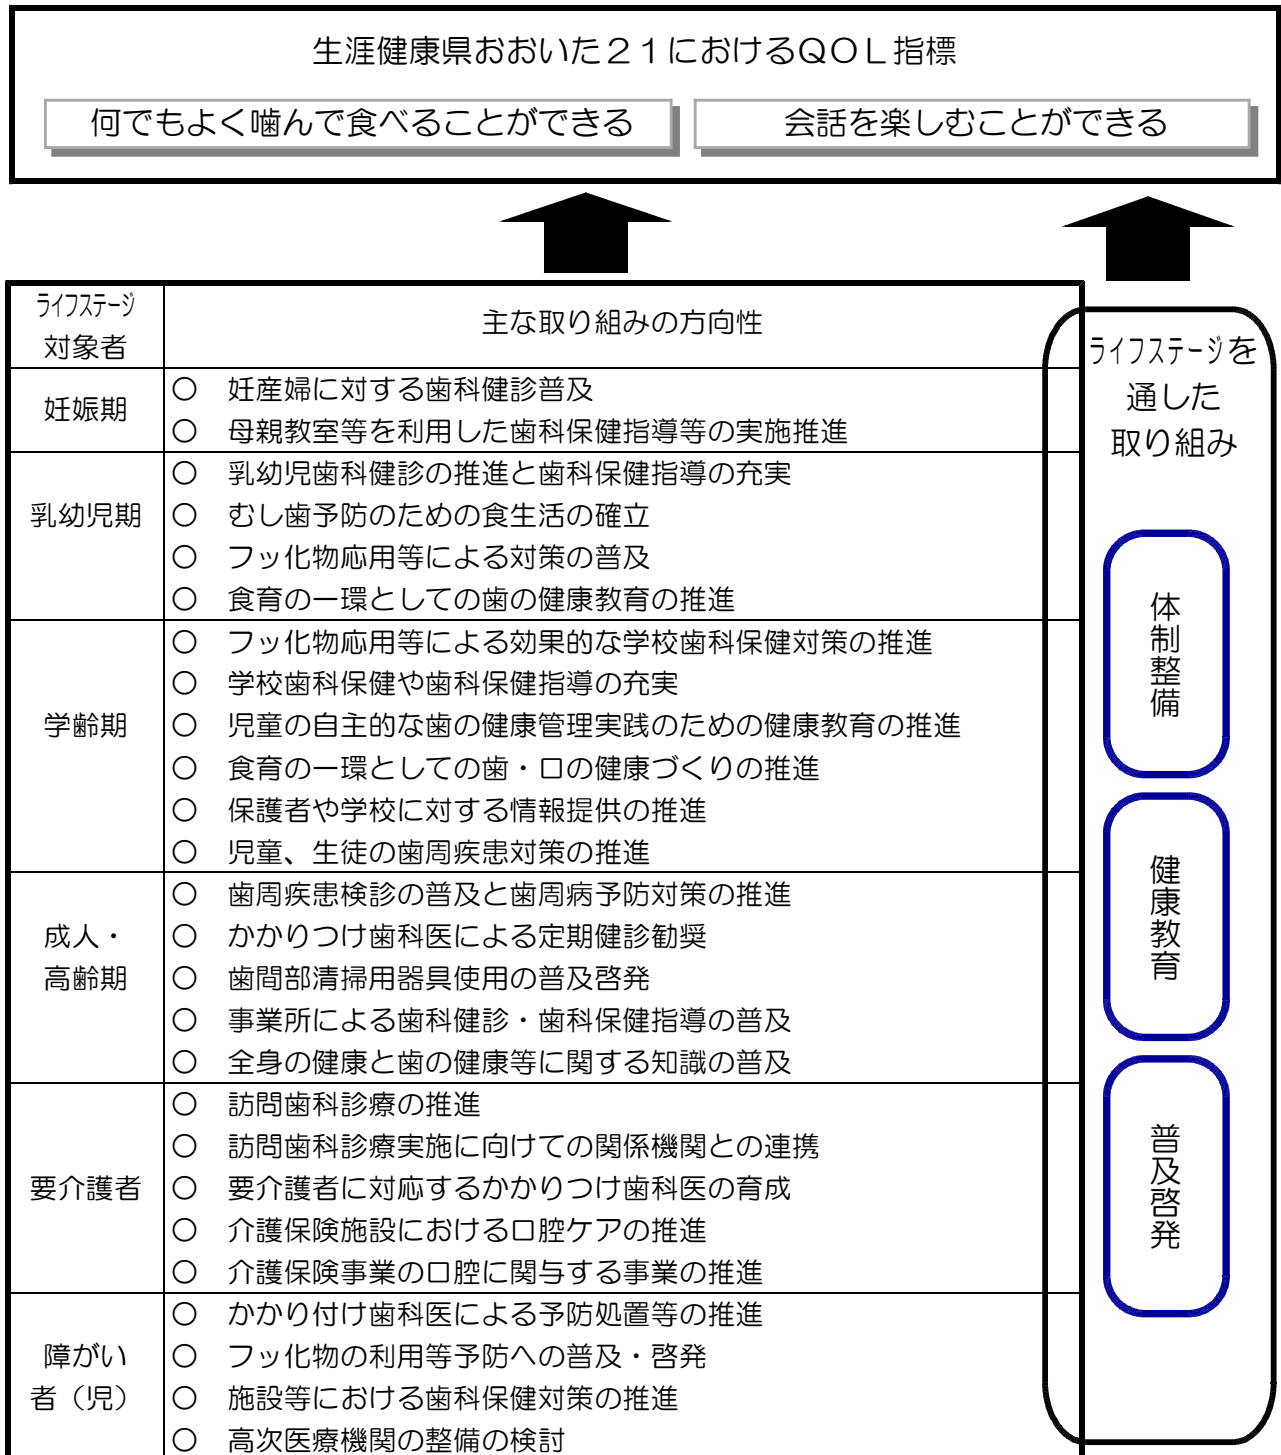 生涯健康県おおいた２１におけるＱＯＬ指標
何でもよく噛んで食べることができる
会話を楽しむことができる
ﾗｲﾌｽﾃｰｼﾞ
対象者
主な取り組みの方向性
妊娠期
○　妊産婦に対する歯科健診普及
○　母親教室等を利用した歯科保健指導等の実施推進
乳幼児期
○　乳幼児歯科健診の推進と歯科保健指導の充実
○　むし歯予防のための食生活の確立
○　フッ化物応用等による対策の普及
○　食育の一環としての歯の健康教育の推進
学齢期
○　フッ化物応用等による効果的な学校歯科保健対策の推進
○　学校歯科保健や歯科保健指導の充実
○　児童の自主的な歯の健康管理実践のための健康教育の推進
○　食育の一環としての歯・口の健康づくりの推進
○　保護者や学校に対する情報提供の推進
○　児童、生徒の歯周疾患対策の推進
成人・
高齢期
○　歯周疾患検診の普及と歯周病予防対策の推進
○　かかりつけ歯科医による定期健診勧奨
○　歯間部清掃用器具使用の普及啓発
○　事業所による歯科健診・歯科保健指導の普及
○　全身の健康と歯の健康等に関する知識の普及
要介護者
○　訪問歯科診療の推進
○　訪問歯科診療実施に向けての関係機関との連携
○　要介護者に対応するかかりつけ歯科医の育成
○　介護保険施設における口腔ケアの推進
○　介護保険事業の口腔に関与する事業の推進
障がい
者（児）
○　かかり付け歯科医による予防処置等の推進
○　フッ化物の利用等予防への普及・啓発
○　施設等における歯科保健対策の推進
○　高次医療機関の整備の検討
ﾗｲﾌｽﾃｰｼﾞを
通した
取り組み
体制整備
健康教育
普及啓発